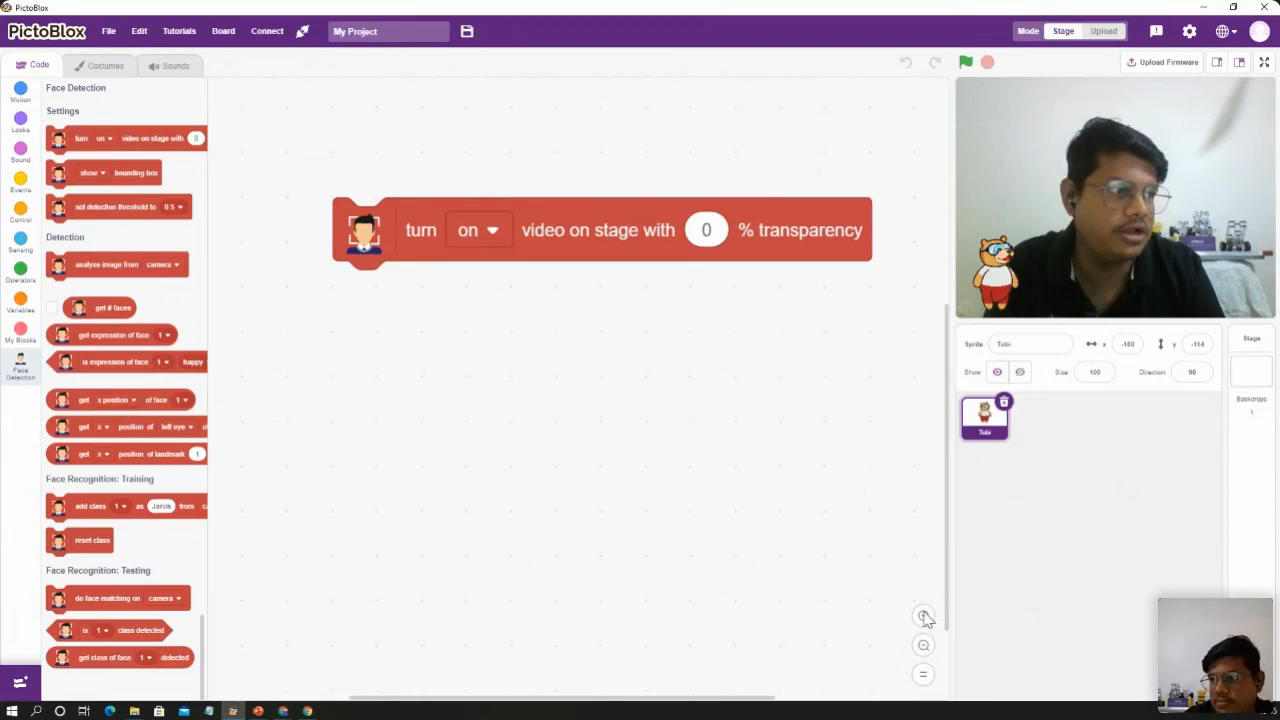 PictoBlox
PictoBlox File Edit Tutorials Board Connect My Project Mode Stage Upload
Code Costumes Sounds Upload Firmware
Motion
Looks
Sound
Events
Control
Sensing
Operators
Variables
My Blocks
Face
Detection
Face Detection
Settings
turn on video on stage with 0
show bounding box
set detection threshold to 0.5
Detection
analyse image from camera
get # faces
get expression of face 1
is expression of face 1 happy
get x position of face 1
get x position of left eye
get x position of landmark 1
Face Recognition: Training
add class 1 as Janis from
reset class
Face Recognition: Testing
do face matching on camera
is 1 class detected
get class of face 1 detected
turn on video on stage with 0 % transparency
Sprite Tobi x -180 y -114
Show Size 100 Direction 90
Tobi
Stage
Backdrops
1